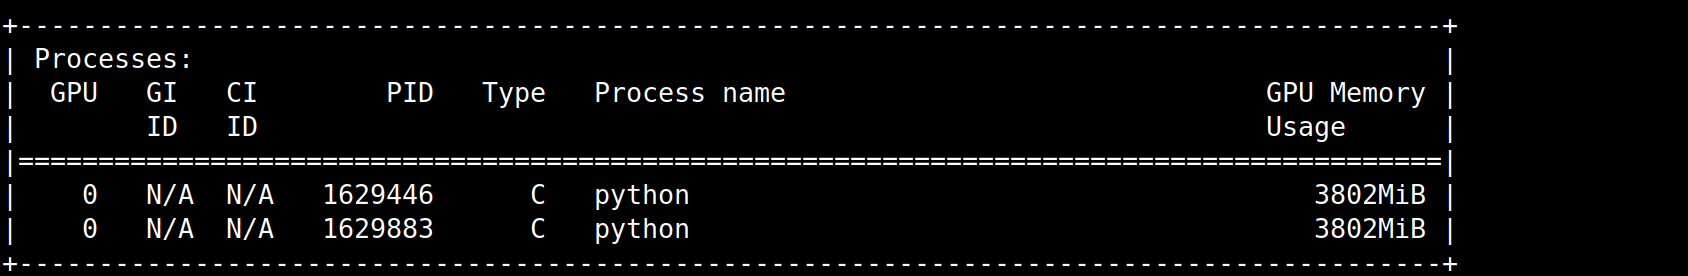 +-----------------------------------------------------------------------------------------+
| Processes:                                                                              |
|  GPU   GI   CI        PID   Type   Process name                              GPU Memory |
|        ID   ID                                                               Usage      |
|=========================================================================================|
|    0   N/A  N/A   1629446      C   python                                       3802MiB |
|    0   N/A  N/A   1629883      C   python                                       3802MiB |
+-----------------------------------------------------------------------------------------+